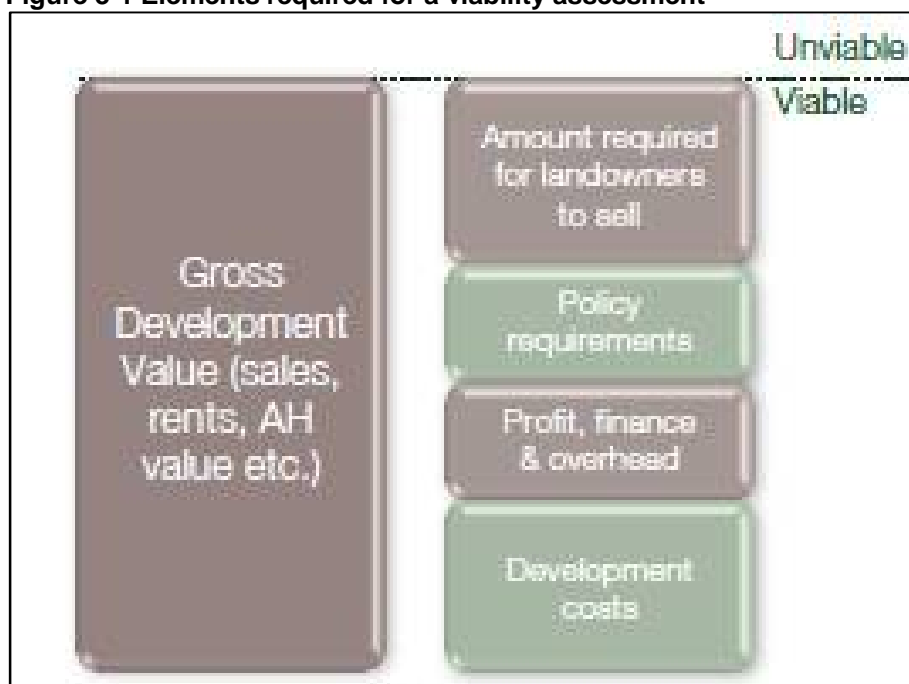 Figure 3-1 Elements required for a viability assessment
Unviable
Viable
Gross
Development
Value (sales,
rents, AH
value etc.)
Amount required
for landowners
to sell
Policy
requirements
Profit, finance
& overhead
Development
costs